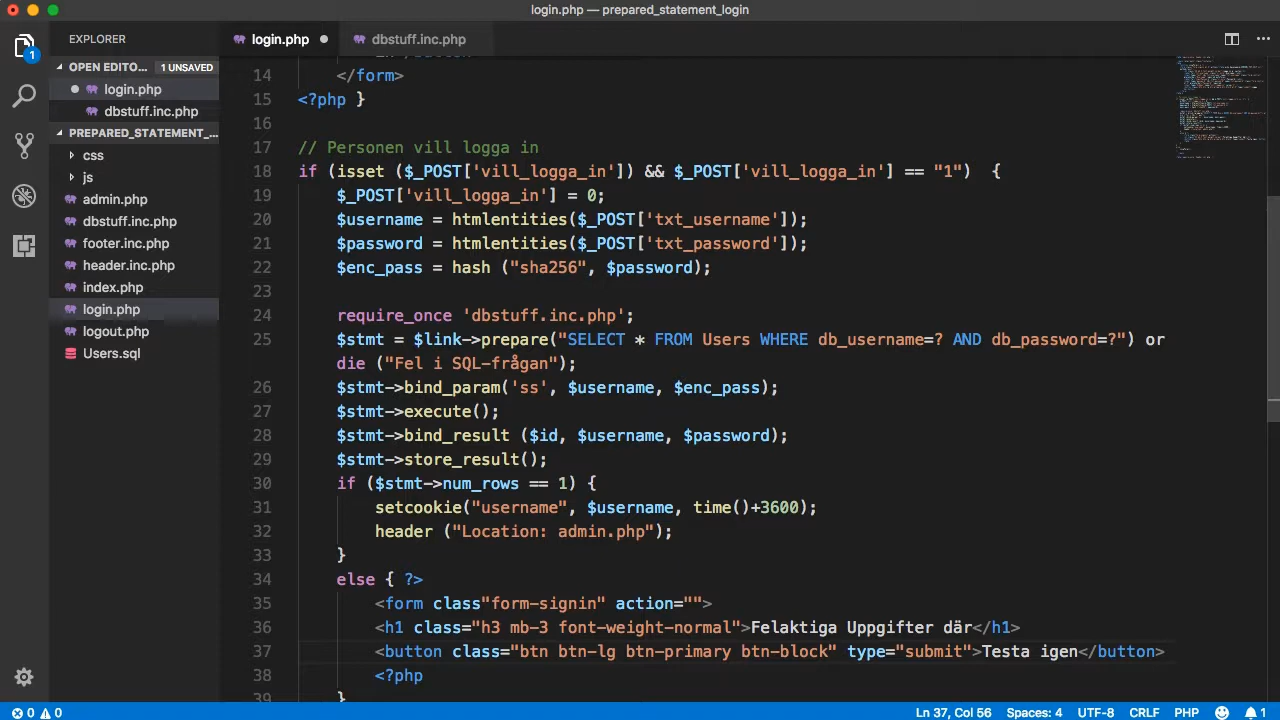 login.php — prepared_statement_login
EXPLORER
login.php
dbstuff.inc.php
OPEN EDITO... 1 UNSAVED
login.php
dbstuff.inc.php
PREPARED_STATEMENT_...
css
js
admin.php
dbstuff.inc.php
footer.inc.php
header.inc.php
index.php
login.php
logout.php
Users.sql
1
14 </form>
15 <?php }
16
17 // Personen vill logga in
18 if (isset ($_POST['vill_logga_in']) && $_POST['vill_logga_in'] == "1") {
19 $_POST['vill_logga_in'] = 0;
20 $username = htmlentities($_POST['txt_username']);
21 $password = htmlentities($_POST['txt_password']);
22 $enc_pass = hash ("sha256", $password);
23
24 require_once 'dbstuff.inc.php';
25 $stmt = $link->prepare("SELECT * FROM Users WHERE db_username=? AND db_password=?") or
die ("Fel i SQL-frågan");
26 $stmt->bind_param('ss', $username, $enc_pass);
27 $stmt->execute();
28 $stmt->bind_result ($id, $username, $password);
29 $stmt->store_result();
30 if ($stmt->num_rows == 1) {
31 setcookie("username", $username, time()+3600);
32 header ("Location: admin.php");
33 }
34 else { ?>
35 <form class"form-signin" action="">
36 <h1 class="h3 mb-3 font-weight-normal">Felaktiga Uppgifter där</h1>
37 <button class="btn btn-lg btn-primary btn-block" type="submit">Testa igen</button>
38 <?php
39 }
0 0 Ln 37, Col 56 Spaces: 4 UTF-8 CRLF PHP 1